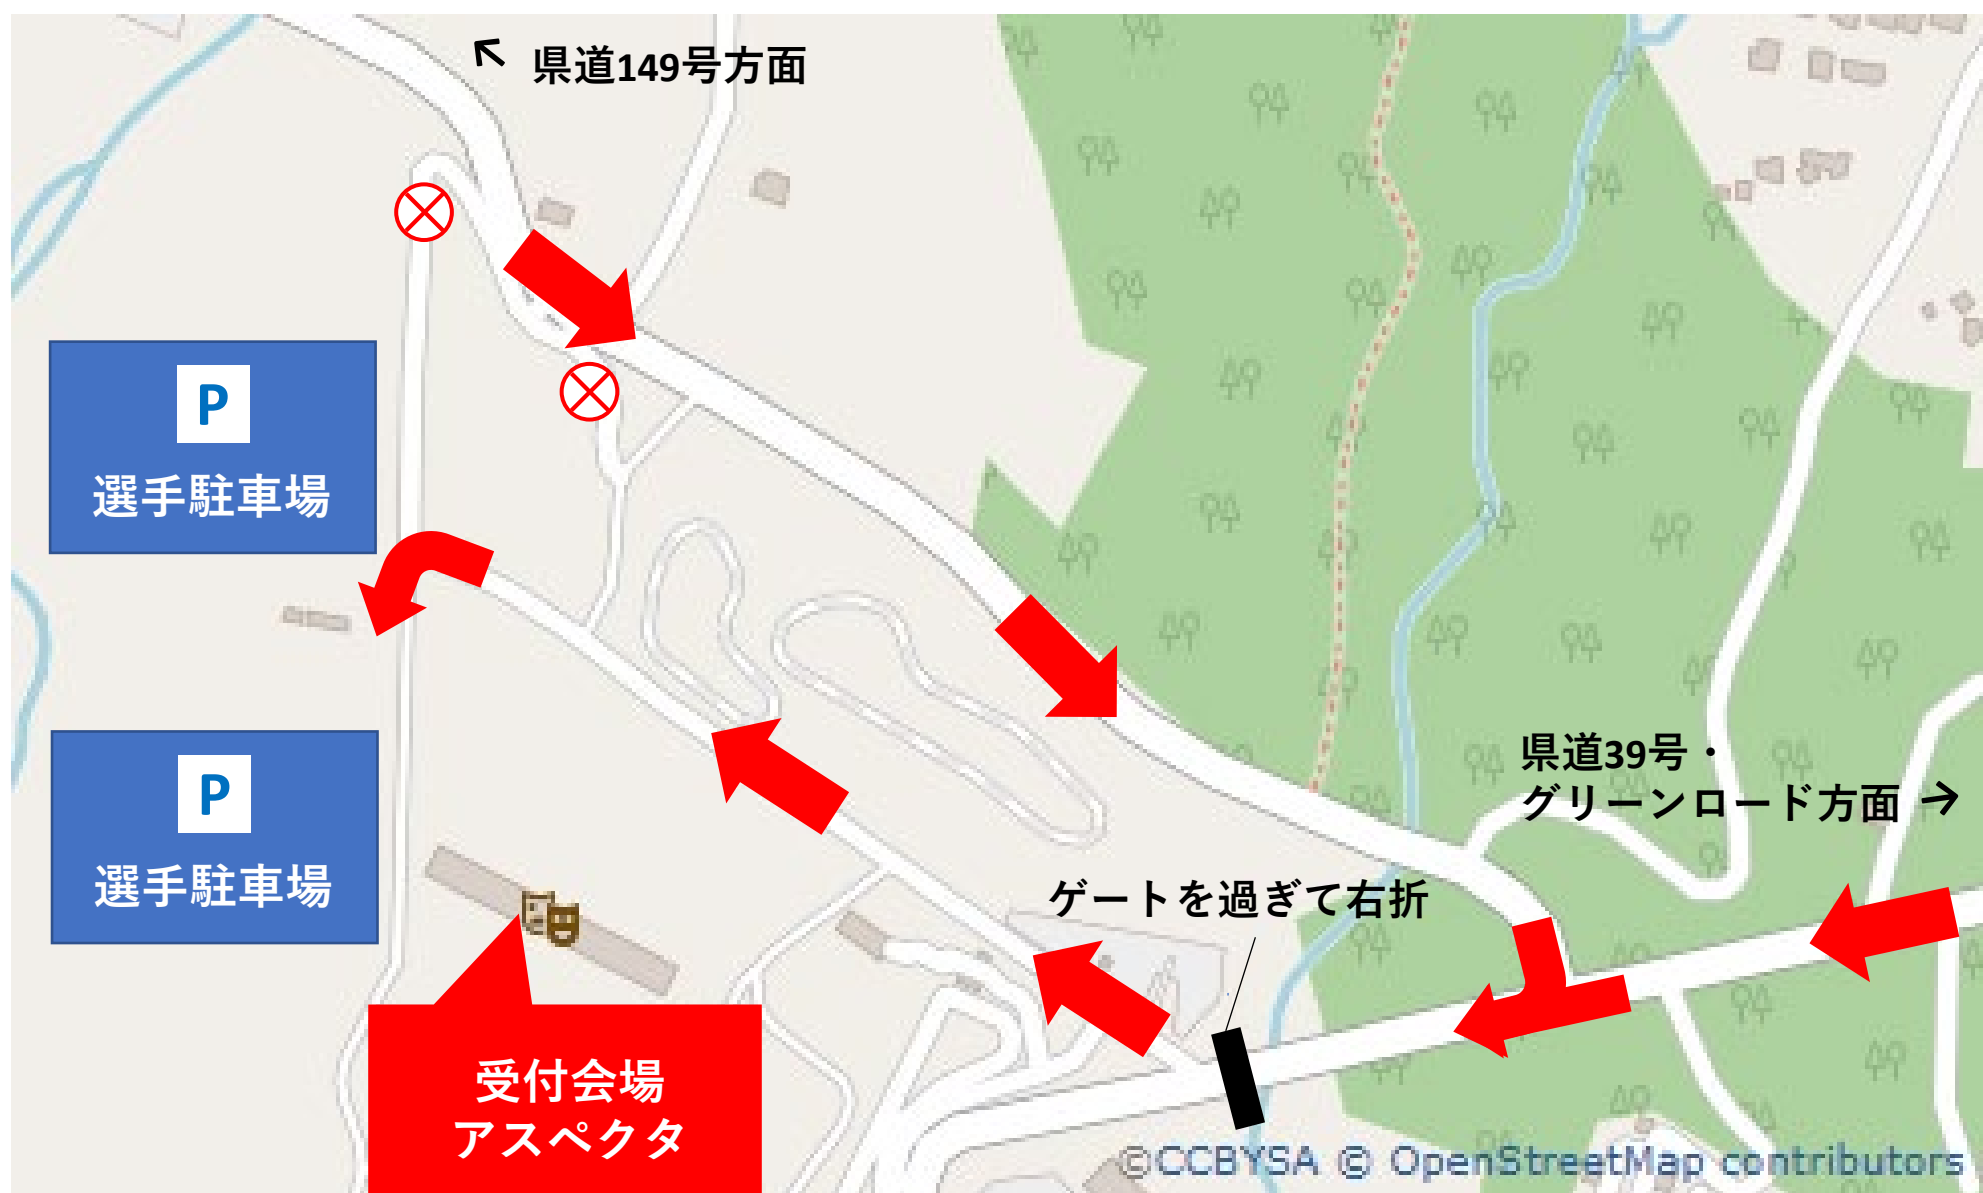 県道149号方面
P
選手駐車場
県道39号・
グリーンロード方面
P
選手駐車場
ゲートを過ぎて右折
受付会場
アスペクタ
©CCBYSA © OpenStreetMap contributors